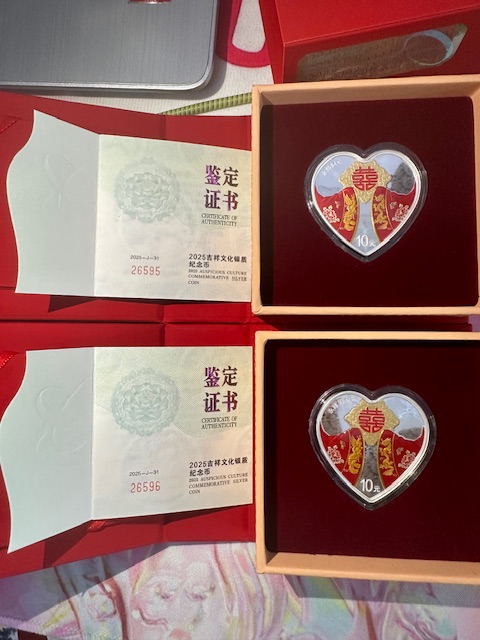 鉴定
证书
CERTIFICATE OF
AUTHENTICITY
2025-J-31
26595
2025吉祥文化银质
纪念币
2025 AUSPICIOUS CULTURE
COMMEMORATIVE SILVER
COIN
囍
10元
鉴定
证书
CERTIFICATE OF
AUTHENTICITY
2025-J-31
26596
2025吉祥文化银质
纪念币
2025 AUSPICIOUS CULTURE
COMMEMORATIVE SILVER
COIN
囍
10元